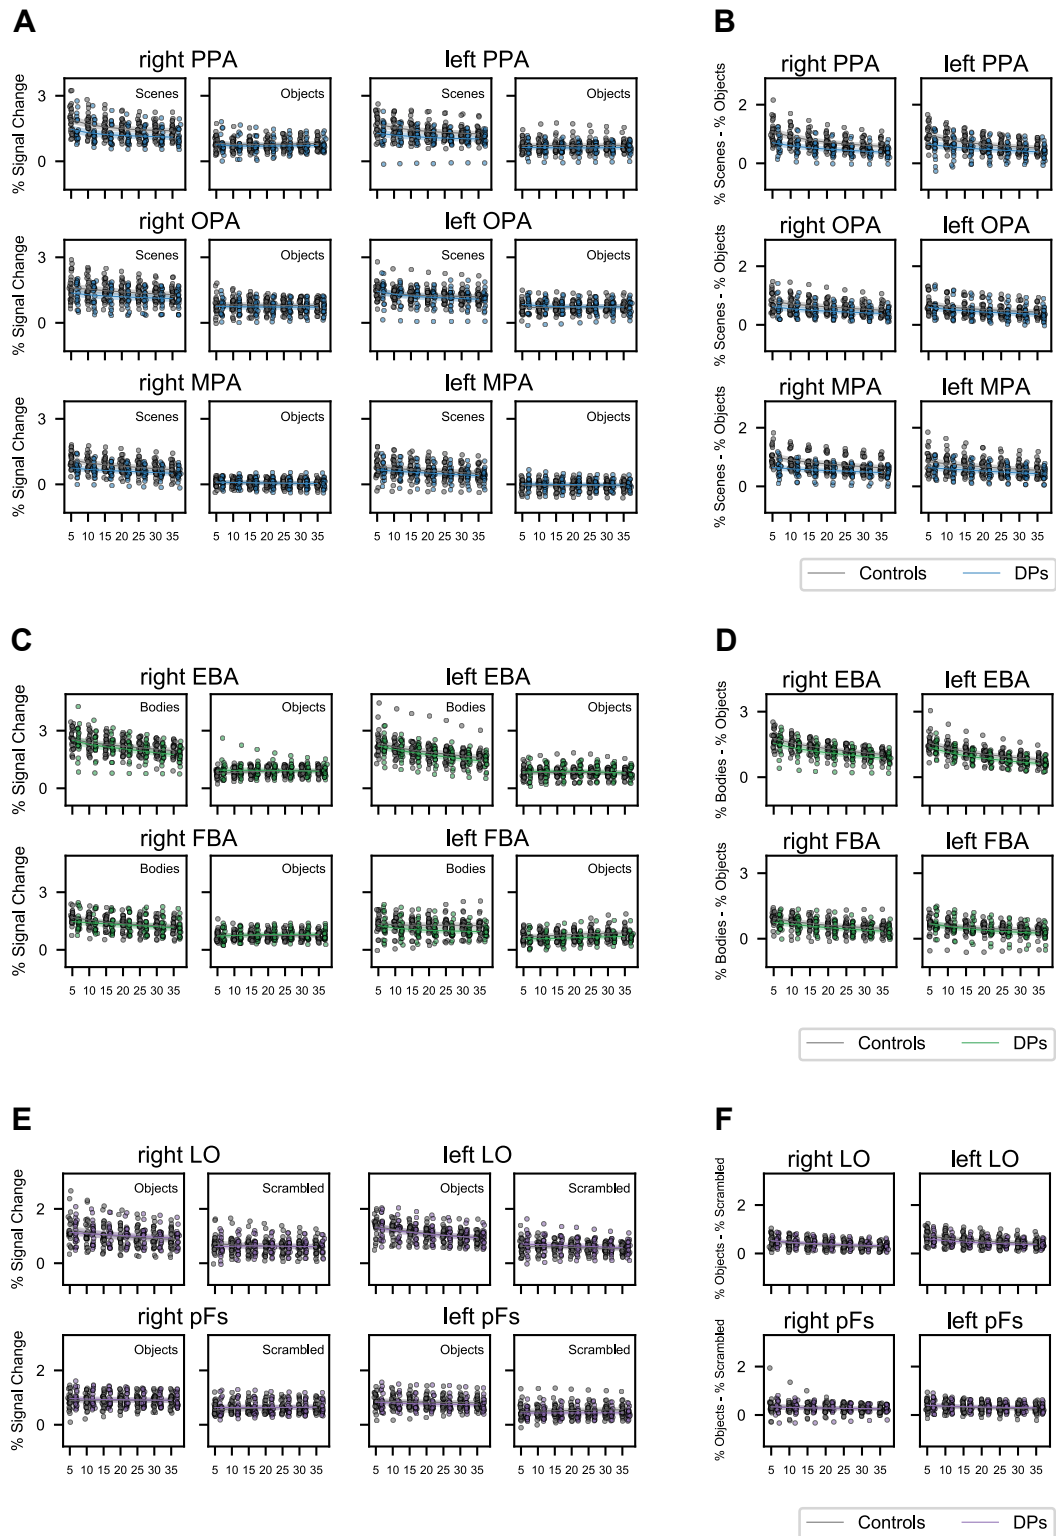 A
right PPA
left PPA
% Signal Change
3
0
Scenes
Objects
Scenes
Objects
right OPA
left OPA
% Signal Change
3
0
Scenes
Objects
Scenes
Objects
right MPA
left MPA
% Signal Change
3
0
Scenes
Objects
Scenes
Objects
5 10 15 20 25 30 35
5 10 15 20 25 30 35
5 10 15 20 25 30 35
5 10 15 20 25 30 35
B
right PPA
left PPA
% Scenes - % Objects
2
0
right OPA
left OPA
% Scenes - % Objects
2
0
right MPA
left MPA
% Scenes - % Objects
2
0
5 10 15 20 25 30 35
5 10 15 20 25 30 35
Controls
DPs
C
right EBA
left EBA
% Signal Change
3
0
Bodies
Objects
Bodies
Objects
right FBA
left FBA
% Signal Change
3
0
Bodies
Objects
Bodies
Objects
5 10 15 20 25 30 35
5 10 15 20 25 30 35
5 10 15 20 25 30 35
5 10 15 20 25 30 35
D
right EBA
left EBA
% Bodies - % Objects
3
0
right FBA
left FBA
% Bodies - % Objects
3
0
5 10 15 20 25 30 35
5 10 15 20 25 30 35
Controls
DPs
E
right LO
left LO
% Signal Change
2
0
Objects
Scrambled
Objects
Scrambled
right pFs
left pFs
% Signal Change
2
0
Objects
Scrambled
Objects
Scrambled
5 10 15 20 25 30 35
5 10 15 20 25 30 35
5 10 15 20 25 30 35
5 10 15 20 25 30 35
F
right LO
left LO
% Objects - % Scrambled
2
0
right pFs
left pFs
% Objects - % Scrambled
2
0
5 10 15 20 25 30 35
5 10 15 20 25 30 35
Controls
DPs